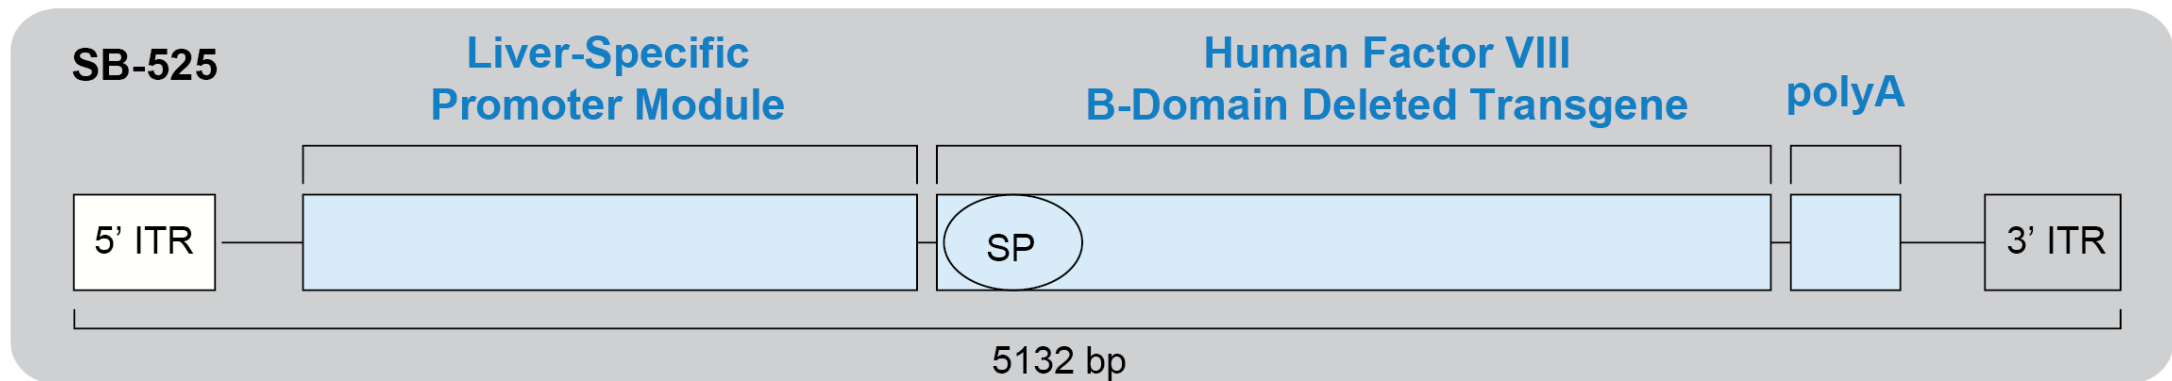 SB-525
Liver-Specific
Promoter Module
Human Factor VIII
B-Domain Deleted Transgene
polyA
5’ ITR
SP
3’ ITR
5132 bp